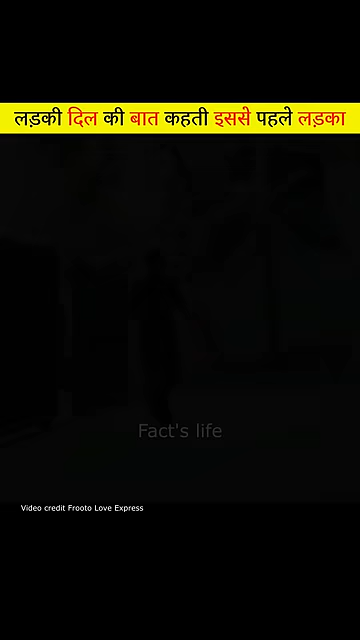 लड़की दिल की बात कहती इससे पहले लड़का
Fact's life
Video credit Frooto Love Express